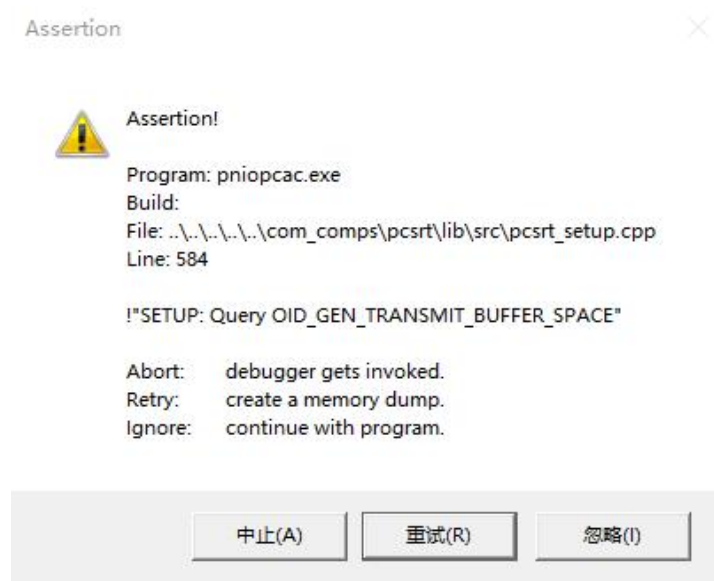 Assertion
Assertion!
Program: pniopcac.exe
Build:
File: ..\..\..\..\..\com_comps\pcsrt\lib\src\pcsrt_setup.cpp
Line: 584
!"SETUP: Query OID_GEN_TRANSMIT_BUFFER_SPACE"
Abort: debugger gets invoked.
Retry: create a memory dump.
Ignore: continue with program.
中止(A) 重试(R) 忽略(I)